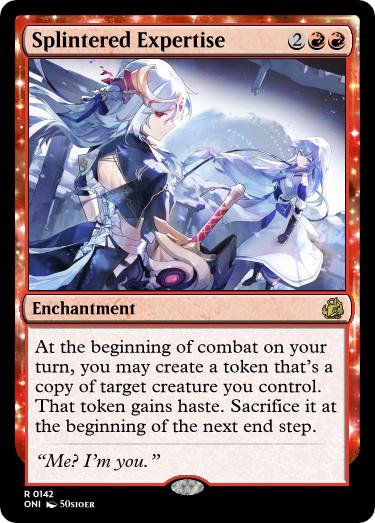 Splintered Expertise 2
Enchantment
At the beginning of combat on your
turn, you may create a token that's a
copy of target creature you control.
That token gains haste. Sacrifice it at
the beginning of the next end step.
“Me? I'm you.”
R 0142
ONI 50SIOER